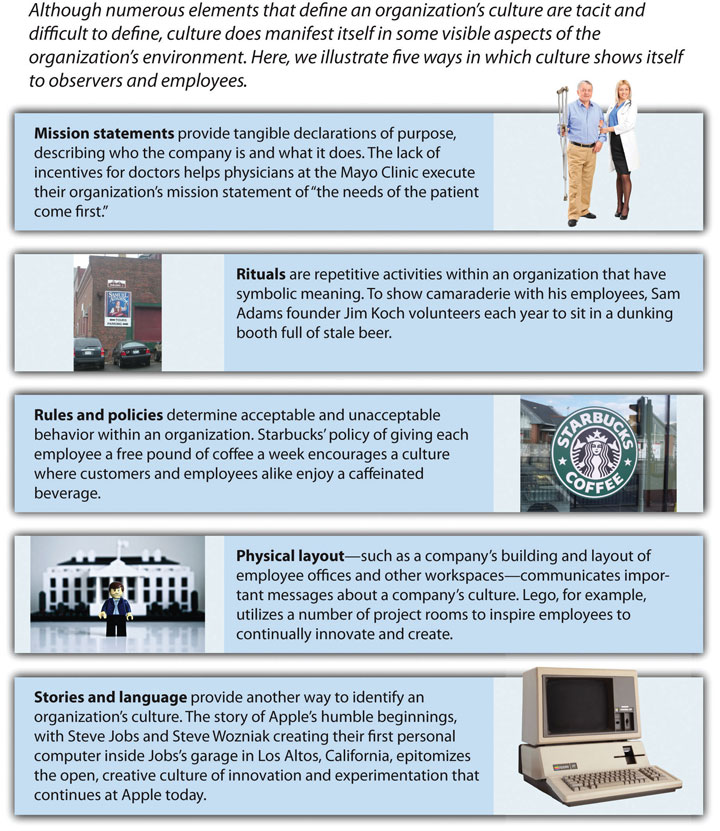 Although numerous elements that define an organization's culture are tacit and
difficult to define, culture does manifest itself in some visible aspects of the
organization's environment. Here, we illustrate five ways in which culture shows itself
to observers and employees.
Mission statements provide tangible declarations of purpose,
describing who the company is and what it does. The lack of
incentives for doctors helps physicians at the Mayo Clinic execute
their organization's mission statement of “the needs of the patient
come first.”
Rituals are repetitive activities within an organization that have
symbolic meaning. To show camaraderie with his employees, Sam
Adams founder Jim Koch volunteers each year to sit in a dunking
booth full of stale beer.
Rules and policies determine acceptable and unacceptable
behavior within an organization. Starbucks' policy of giving each
employee a free pound of coffee a week encourages a culture
where customers and employees alike enjoy a caffeinated
beverage.
STARBUCKS
COFFEE
Physical layout—such as a company's building and layout of
employee offices and other workspaces—communicates impor-
tant messages about a company's culture. Lego, for example,
utilizes a number of project rooms to inspire employees to
continually innovate and create.
Stories and language provide another way to identify an
organization's culture. The story of Apple's humble beginnings,
with Steve Jobs and Steve Wozniak creating their first personal
computer inside Jobs's garage in Los Altos, California, epitomizes
the open, creative culture of innovation and experimentation that
continues at Apple today.